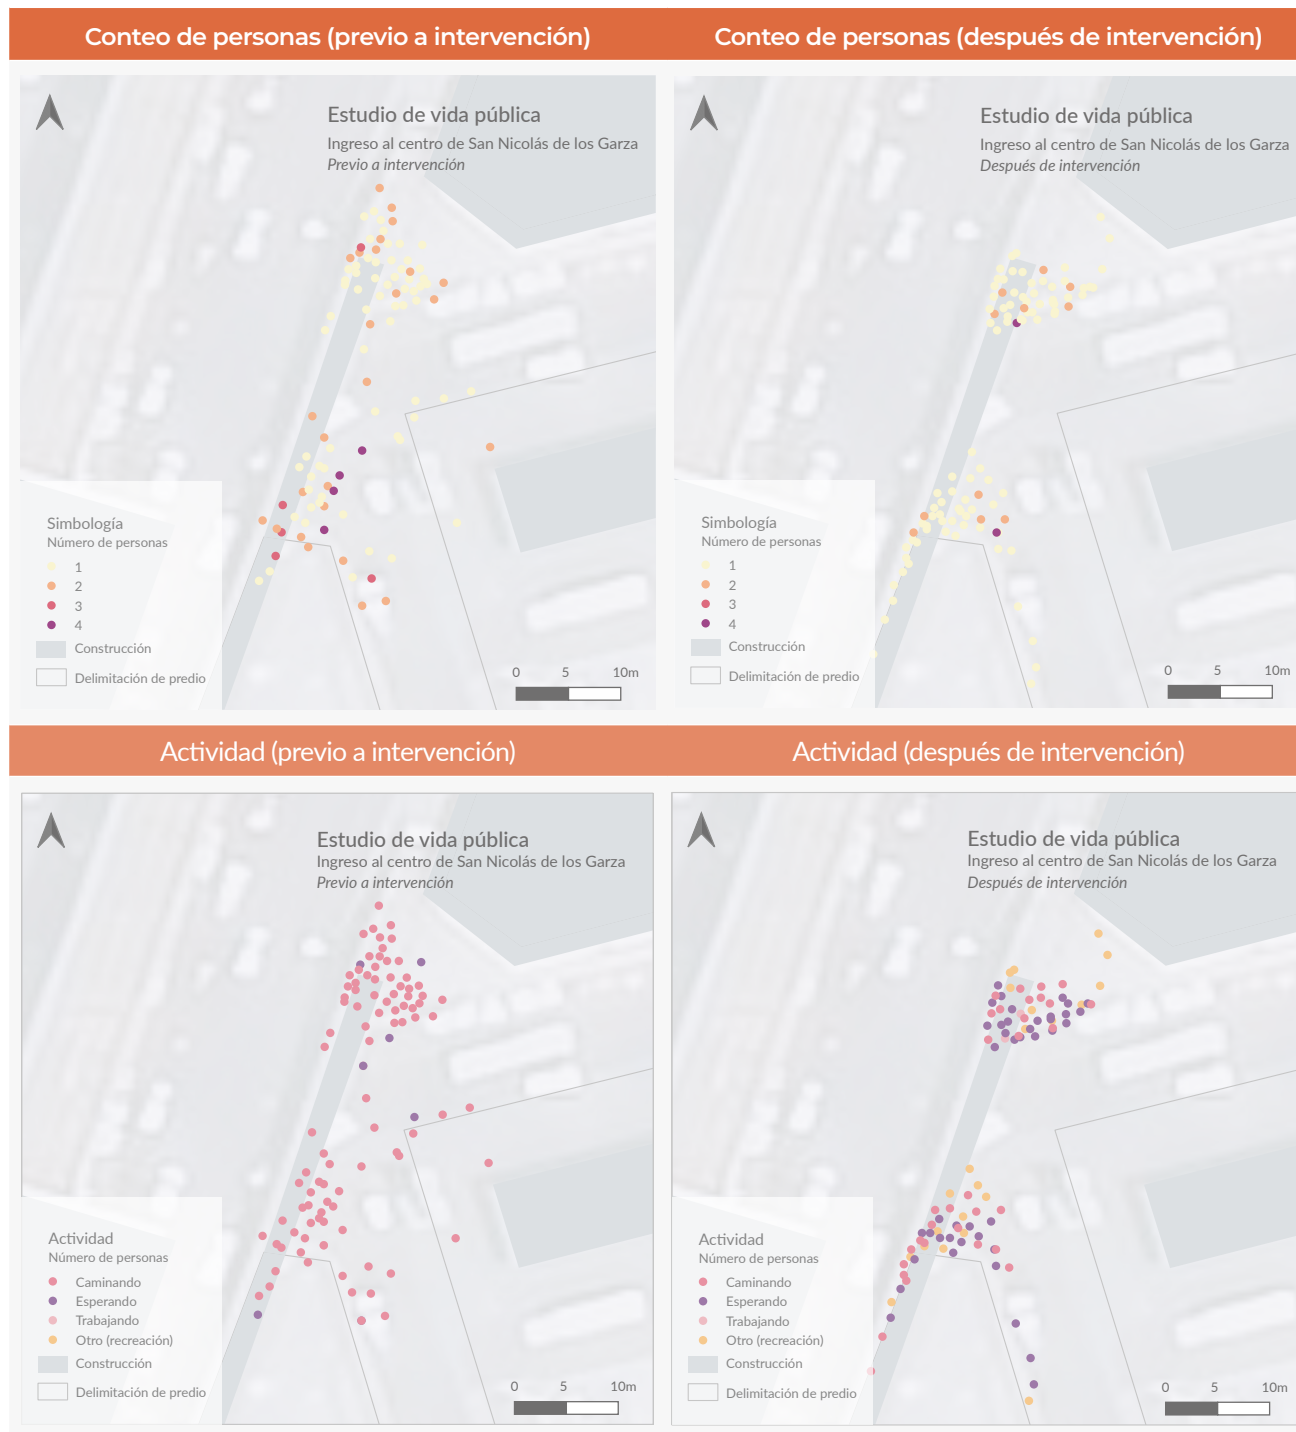 Conteo de personas (previo a intervención)
Conteo de personas (después de intervención)
Estudio de vida pública
Ingreso al centro de San Nicolás de los Garza
Previo a intervención
Simbología
Número de personas
1
2
3
4
Construcción
Delimitación de predio
0 5 10m
Estudio de vida pública
Ingreso al centro de San Nicolás de los Garza
Después de intervención
Simbología
Número de personas
1
2
3
4
Construcción
Delimitación de predio
0 5 10m
Actividad (previo a intervención)
Actividad (después de intervención)
Estudio de vida pública
Ingreso al centro de San Nicolás de los Garza
Previo a intervención
Actividad
Número de personas
Caminando
Esperando
Trabajando
Otro (recreación)
Construcción
Delimitación de predio
0 5 10m
Estudio de vida pública
Ingreso al centro de San Nicolás de los Garza
Después de intervención
Actividad
Número de personas
Caminando
Esperando
Trabajando
Otro (recreación)
Construcción
Delimitación de predio
0 5 10m